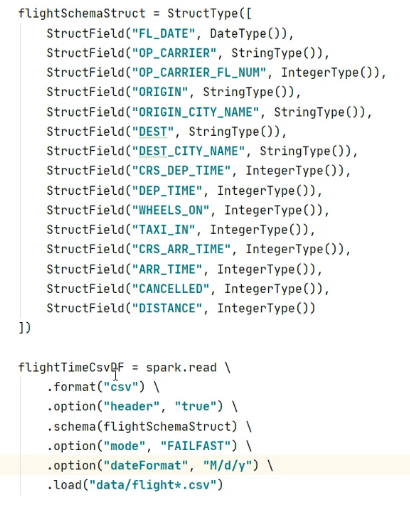 flightSchemaStruct = StructType([
    StructField("FL_DATE", DateType()),
    StructField("OP_CARRIER", StringType()),
    StructField("OP_CARRIER_FL_NUM", IntegerType()),
    StructField("ORIGIN", StringType()),
    StructField("ORIGIN_CITY_NAME", StringType()),
    StructField("DEST", StringType()),
    StructField("DEST_CITY_NAME", StringType()),
    StructField("CRS_DEP_TIME", IntegerType()),
    StructField("DEP_TIME", IntegerType()),
    StructField("WHEELS_ON", IntegerType()),
    StructField("TAXI_IN", IntegerType()),
    StructField("CRS_ARR_TIME", IntegerType()),
    StructField("ARR_TIME", IntegerType()),
    StructField("CANCELLED", IntegerType()),
    StructField("DISTANCE", IntegerType())
])
flightTimeCsvDF = spark.read \
    .format("csv") \
    .option("header", "true") \
    .schema(flightSchemaStruct) \
    .option("mode", "FAILFAST") \
    .option("dateFormat", "M/d/y") \
    .load("data/flight*.csv")